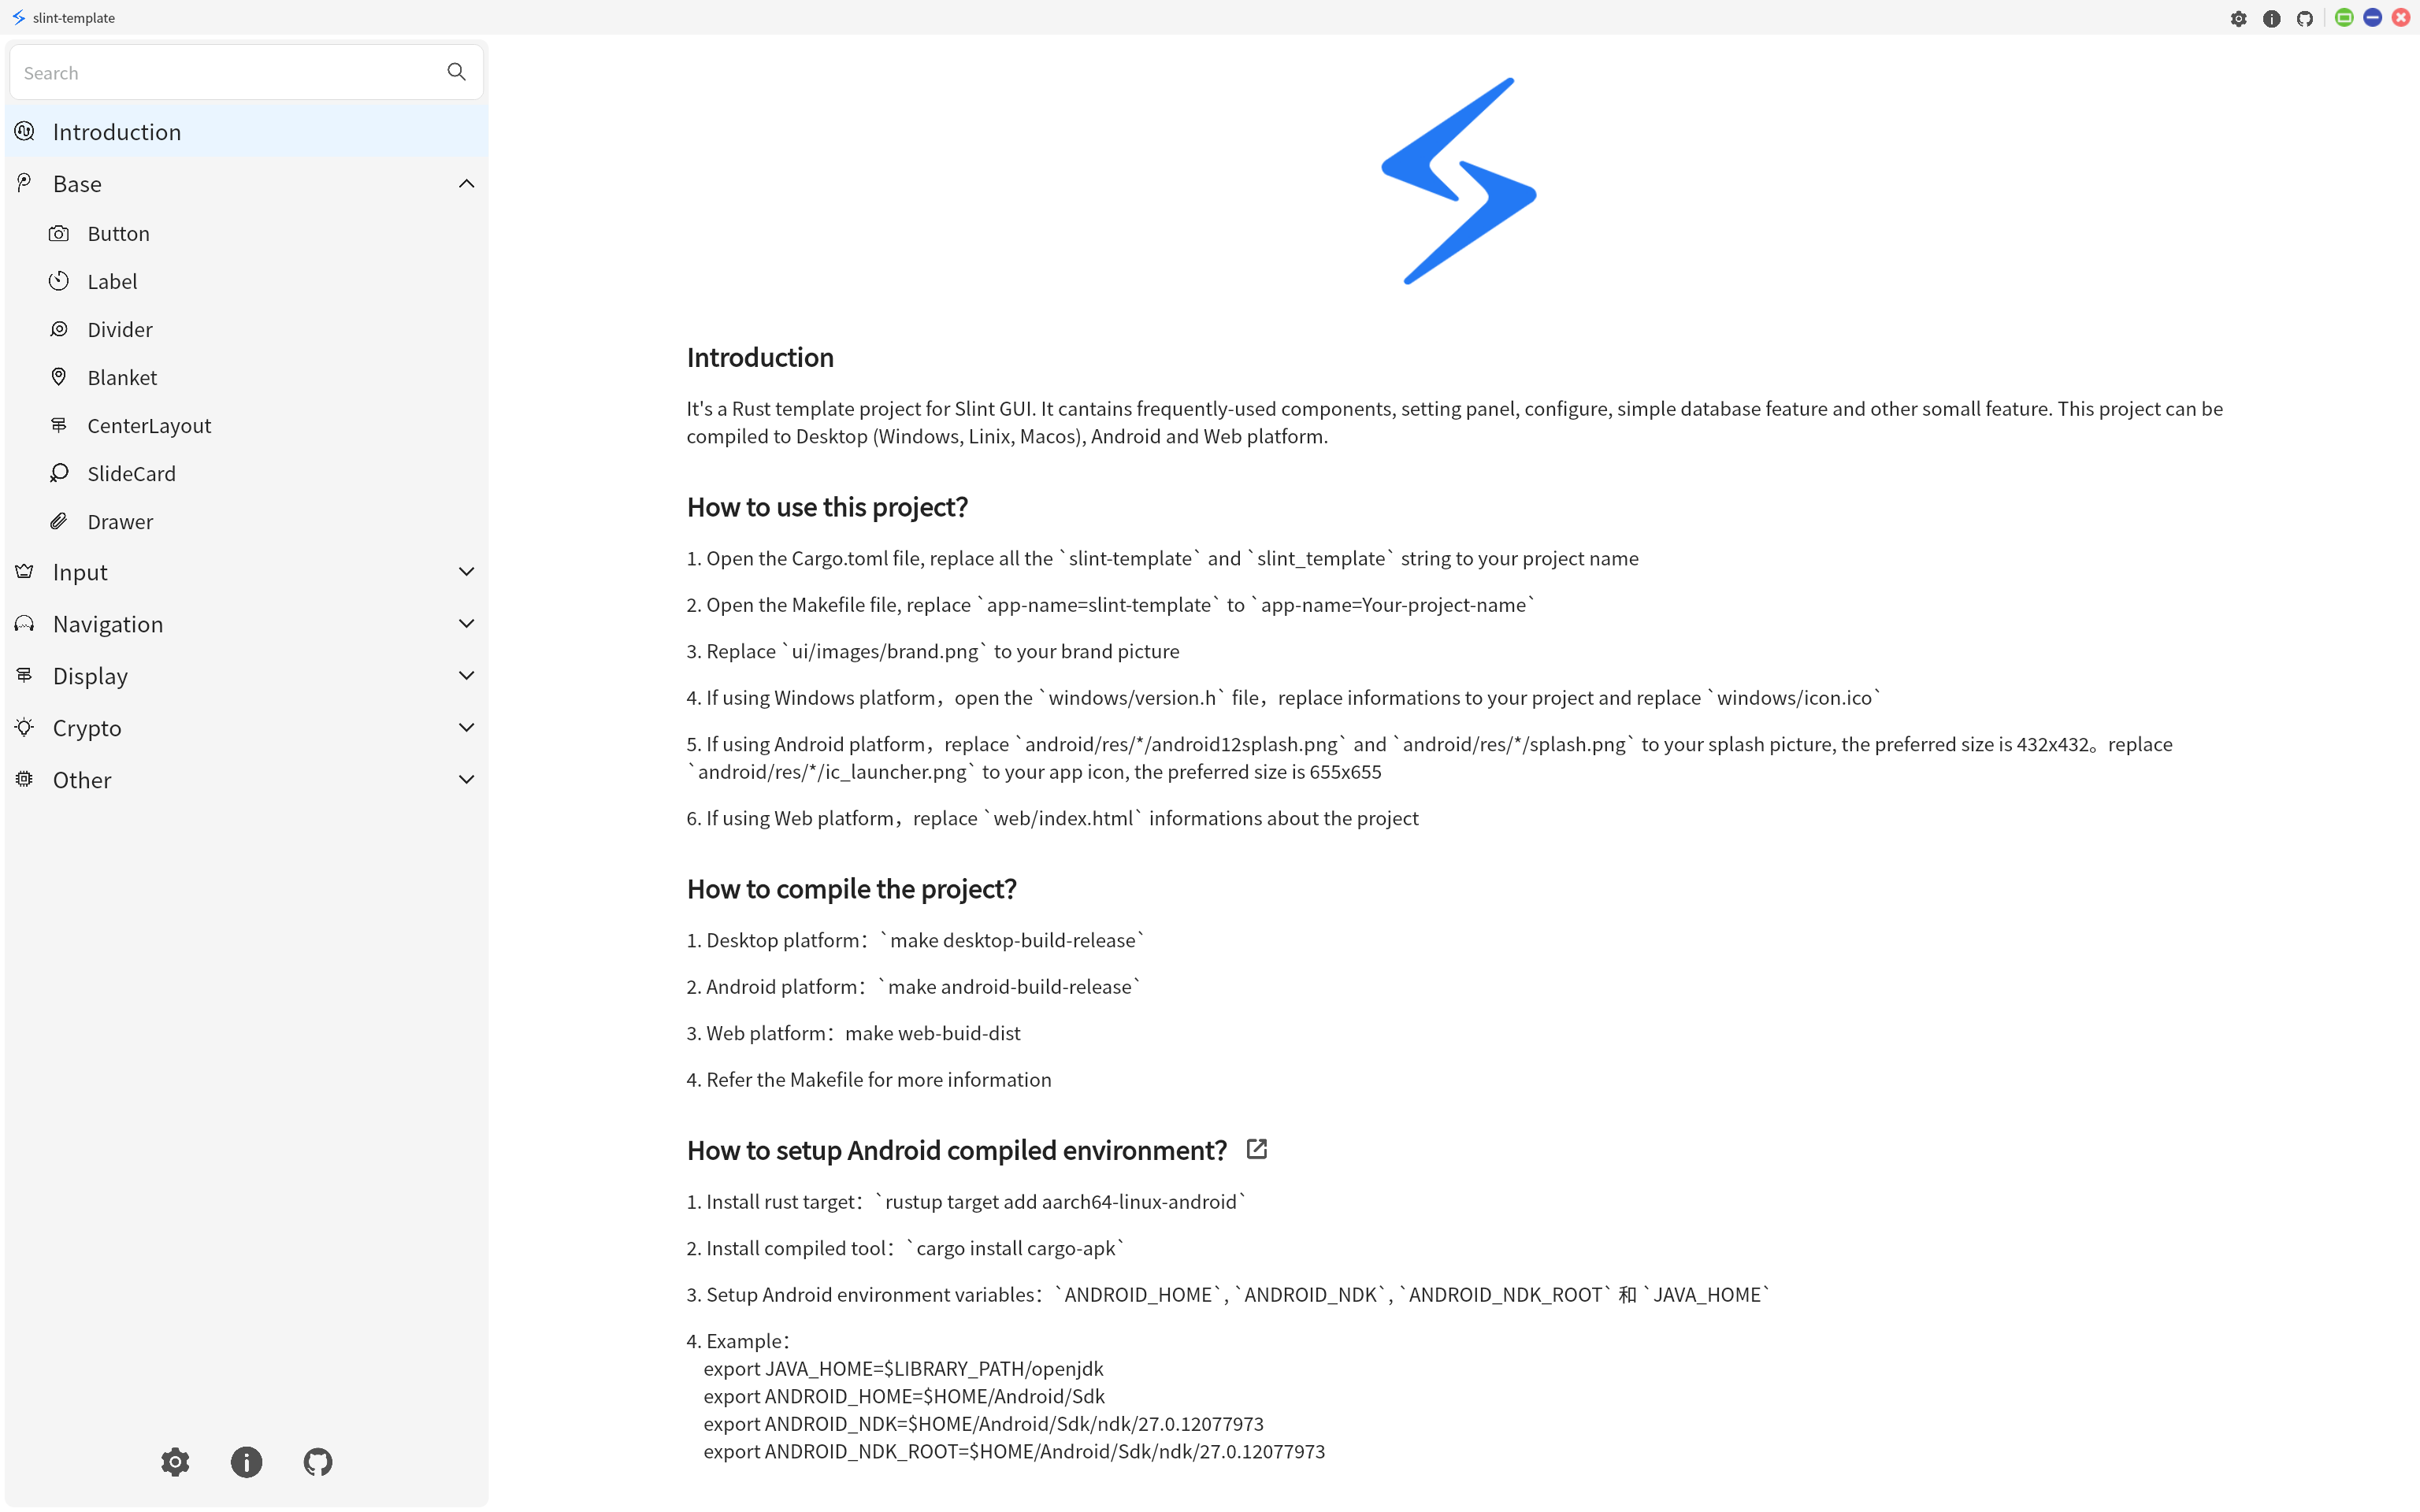 slint-template
Search
Introduction
Base
Button
Label
Divider
Blanket
CenterLayout
SlideCard
Drawer
Input
Navigation
Display
Crypto
Other
Introduction
It's a Rust template project for Slint GUI. It cantains frequently-used components, setting panel, configure, simple database feature and other somall feature. This project can be
compiled to Desktop (Windows, Linix, Macos), Android and Web platform.
How to use this project?
1. Open the Cargo.toml file, replace all the `slint-template` and `slint_template` string to your project name
2. Open the Makefile file, replace `app-name=slint-template` to `app-name=Your-project-name`
3. Replace `ui/images/brand.png` to your brand picture
4. If using Windows platform，open the `windows/version.h` file，replace informations to your project and replace `windows/icon.ico`
5. If using Android platform，replace `android/res/*/android12splash.png` and `android/res/*/splash.png` to your splash picture, the preferred size is 432x432。replace
`android/res/*/ic_launcher.png` to your app icon, the preferred size is 655x655
6. If using Web platform，replace `web/index.html` informations about the project
How to compile the project?
1. Desktop platform：`make desktop-build-release`
2. Android platform：`make android-build-release`
3. Web platform：make web-buid-dist
4. Refer the Makefile for more information
How to setup Android compiled environment?
1. Install rust target：`rustup target add aarch64-linux-android`
2. Install compiled tool：`cargo install cargo-apk`
3. Setup Android environment variables：`ANDROID_HOME`, `ANDROID_NDK`, `ANDROID_NDK_ROOT` 和 `JAVA_HOME`
4. Example：
export JAVA_HOME=$LIBRARY_PATH/openjdk
export ANDROID_HOME=$HOME/Android/Sdk
export ANDROID_NDK=$HOME/Android/Sdk/ndk/27.0.12077973
export ANDROID_NDK_ROOT=$HOME/Android/Sdk/ndk/27.0.12077973